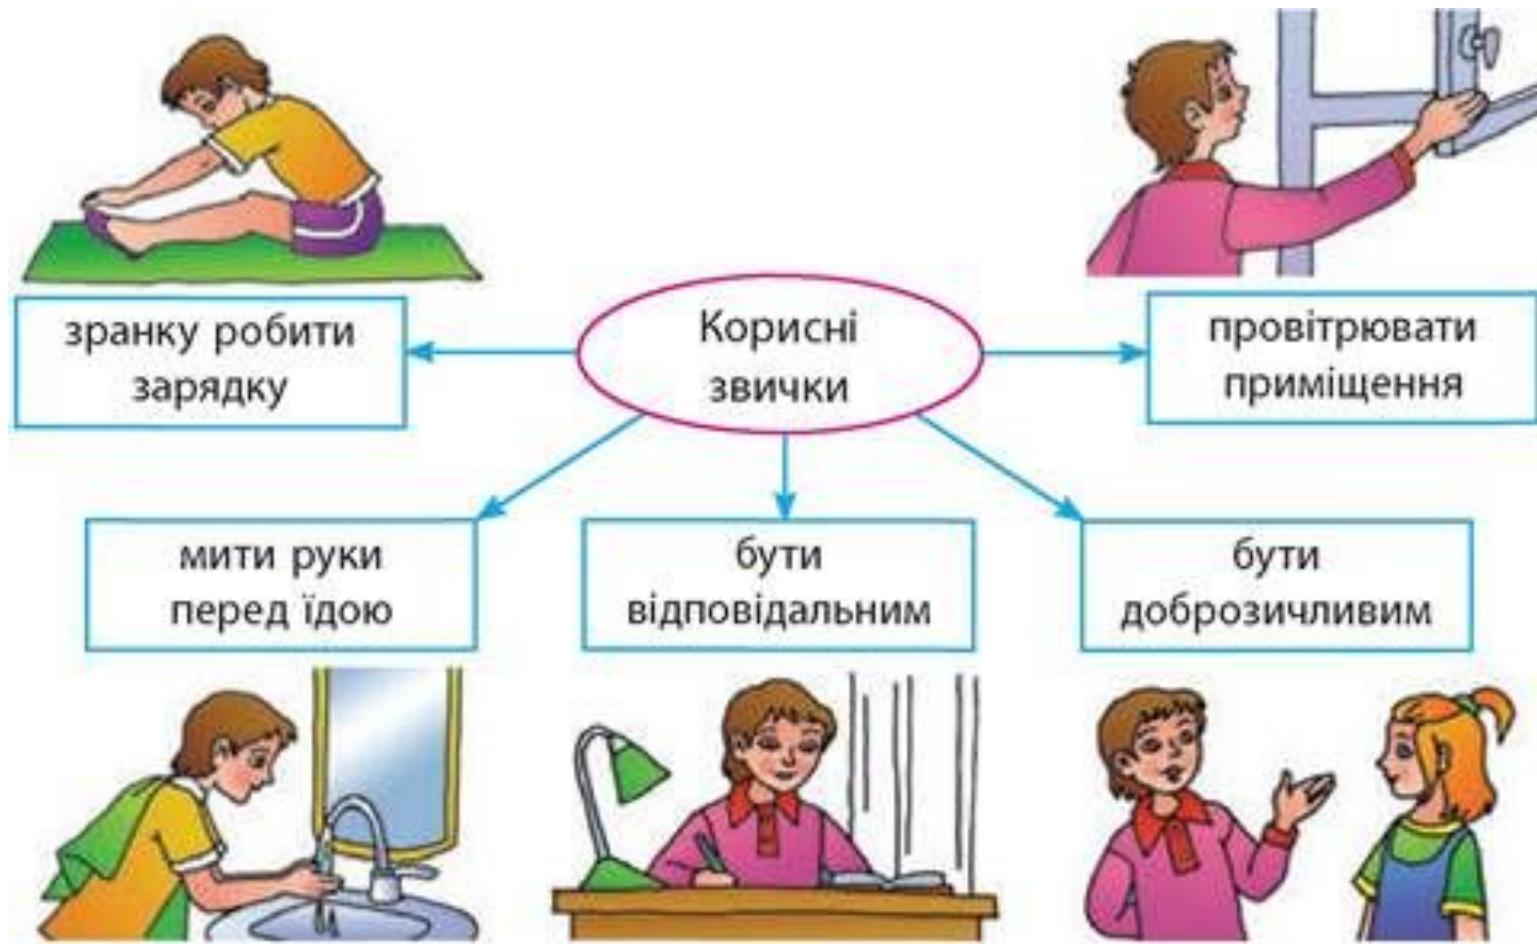 Корисні
звички
зранку робити
зарядку
провітрювати
приміщення
мити руки
перед їдою
бути
відповідальним
бути
доброзичливим